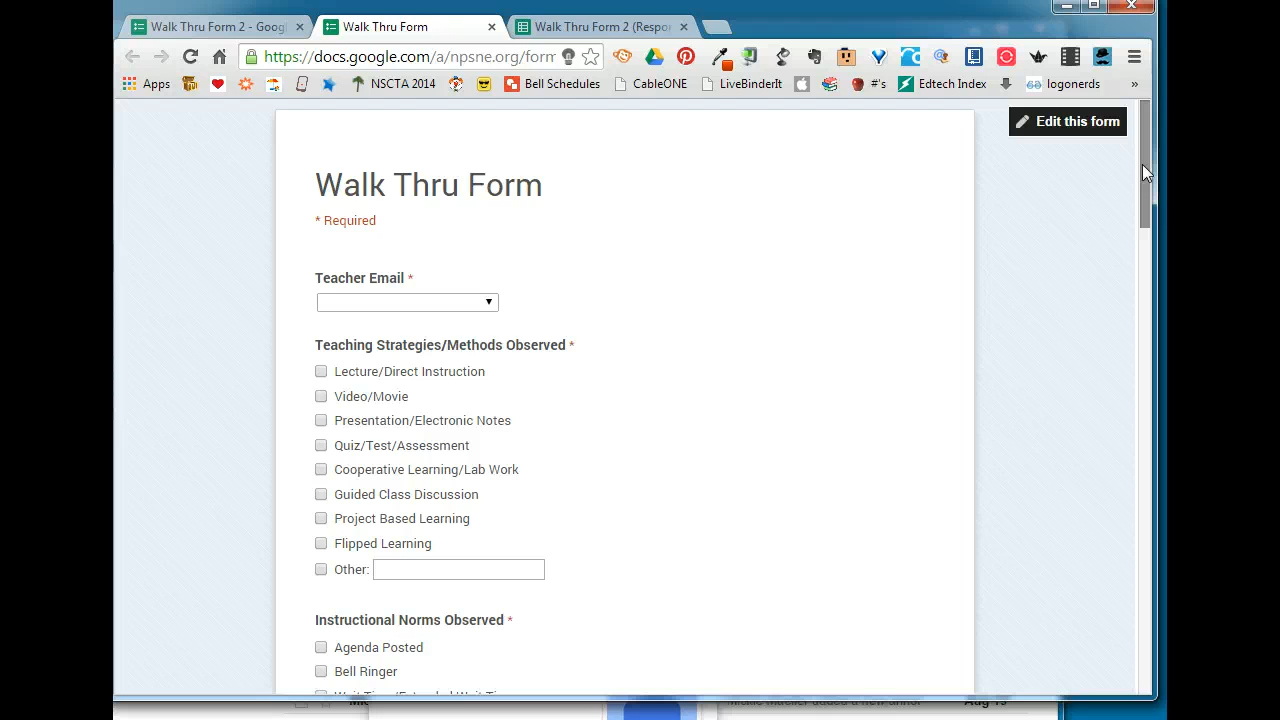 Walk Thru Form 2 - Goog
Walk Thru Form
Walk Thru Form 2 (Respo
https://docs.google.com/a/npsne.org/form
Apps
NSCTA 2014
Bell Schedules
CableONE
LiveBinderIt
#'s
Edtech Index
logonerds
»
Edit this form
Walk Thru Form
* Required
Teacher Email *
Teaching Strategies/Methods Observed *
Lecture/Direct Instruction
Video/Movie
Presentation/Electronic Notes
Quiz/Test/Assessment
Cooperative Learning/Lab Work
Guided Class Discussion
Project Based Learning
Flipped Learning
Other:
Instructional Norms Observed *
Agenda Posted
Bell Ringer